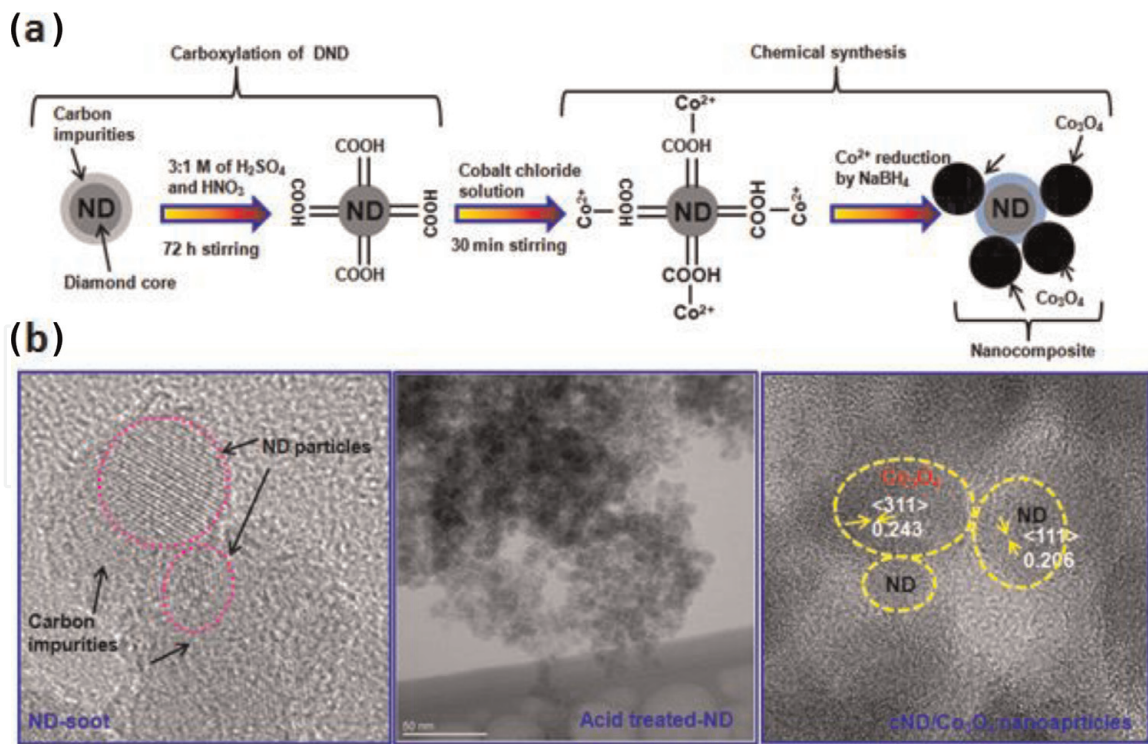 (a)
Carboxylation of DND
Chemical synthesis
Carbon
impurities
ND
Diamond core
3:1 M of H₂SO₄
and HNO₃
72 h stirring
COOH
COOH
ND
COOH
COOH
Cobalt chloride
solution
30 min stirring
Co²⁺
COOH
Co²⁺
COOH
ND
HOOC
Co²⁺
COOH
Co²⁺
Co²⁺ reduction
by NaBH₄
Co₃O₄
ND
Co₃O₄
Nanocomposite
(b)
ND particles
Carbon
impurities
ND-soot
50 nm
Acid treated-ND
Co₃O₄
<311>
0.243
ND
<111>
0.206
ND
cND/Co₃O₄ nanoaprticles